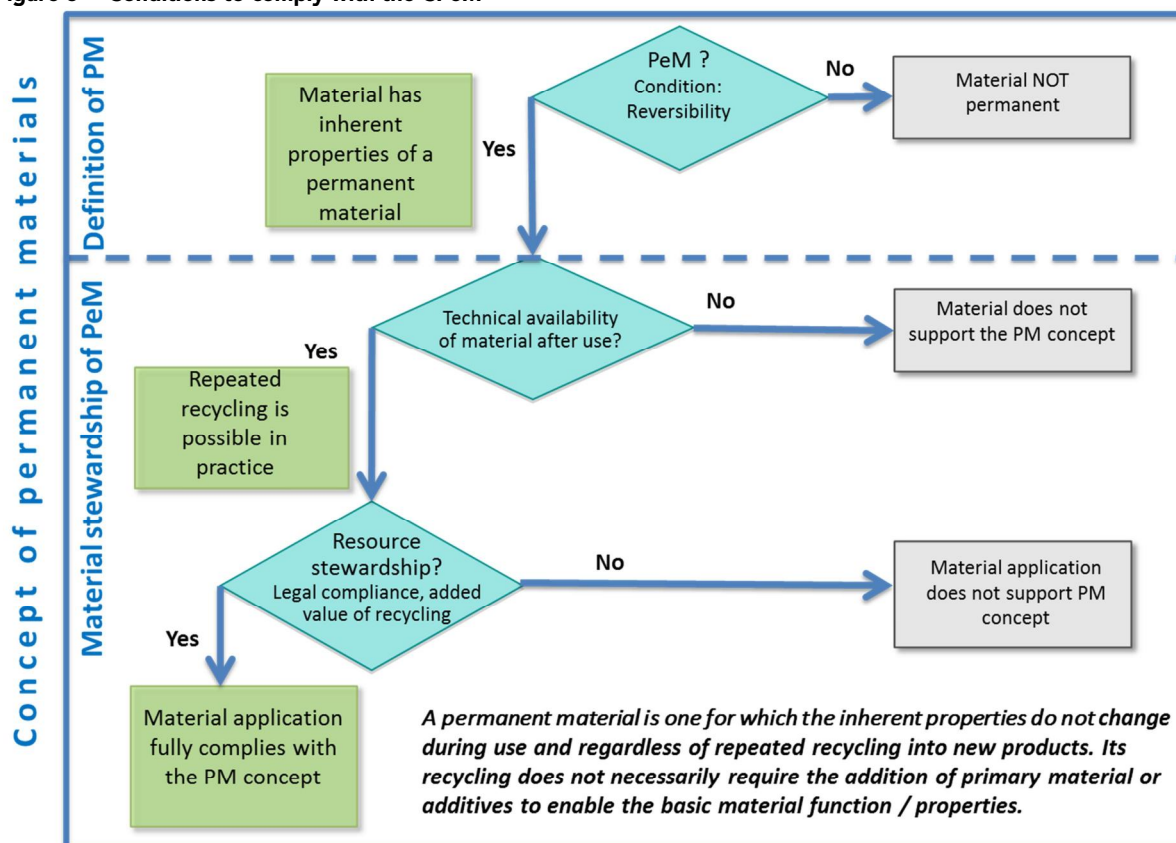 Conditions to comply with the
Concept of permanent materials
Definition of PM
Material has
inherent
properties of a
permanent
material
PeM ?
Condition:
Reversibility
No
Material NOT
permanent
Yes
Material stewardship of PeM
Technical availability
of material after use?
No
Material does not
support the PM concept
Yes
Repeated
recycling is
possible in
practice
Resource
stewardship?
Legal compliance, added
value of recycling
No
Material application
does not support PM
concept
Yes
Material application
fully complies with
the PM concept
A permanent material is one for which the inherent properties do not change
during use and regardless of repeated recycling into new products. Its
recycling does not necessarily require the addition of primary material or
additives to enable the basic material function / properties.